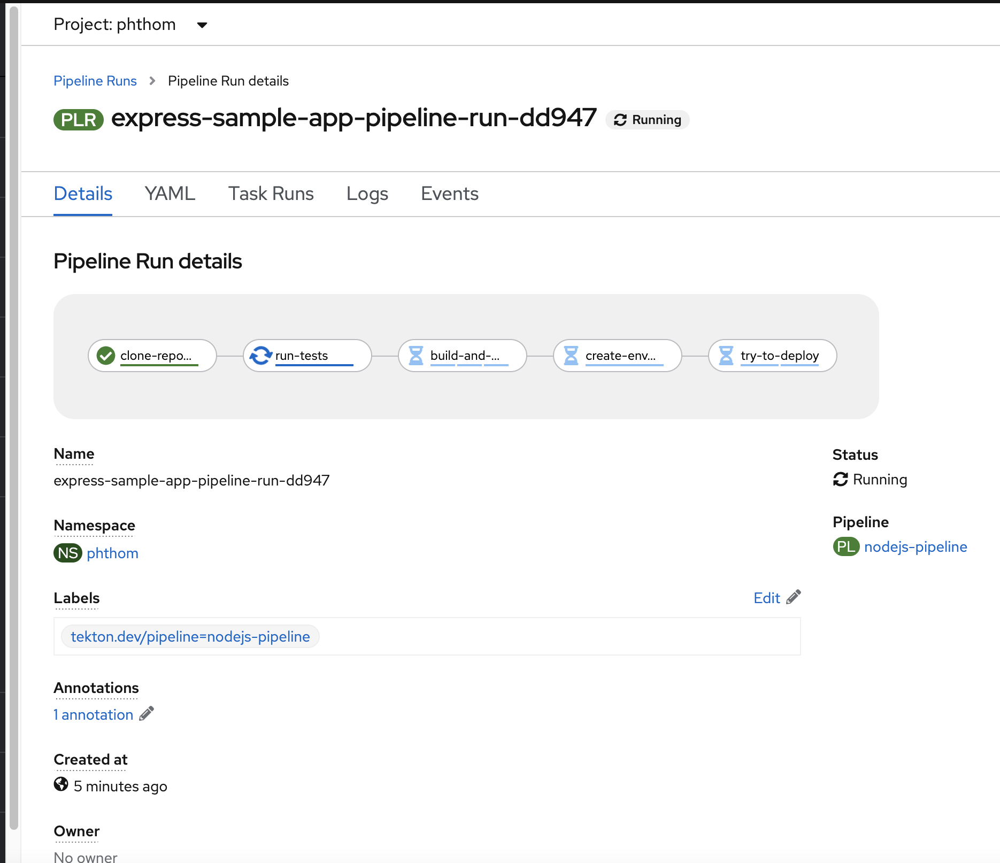 Project: phthom
Pipeline Runs > Pipeline Run details
PLR express-sample-app-pipeline-run-dd947 Running
Details YAML Task Runs Logs Events
Pipeline Run details
clone-repo... run-tests build-and-... create-env... try-to-deploy
Name
express-sample-app-pipeline-run-dd947
Status
Running
Namespace
NS phthom
Pipeline
PL nodejs-pipeline
Labels
Edit
tekton.dev/pipeline=nodejs-pipeline
Annotations
1 annotation
Created at
5 minutes ago
Owner
No owner